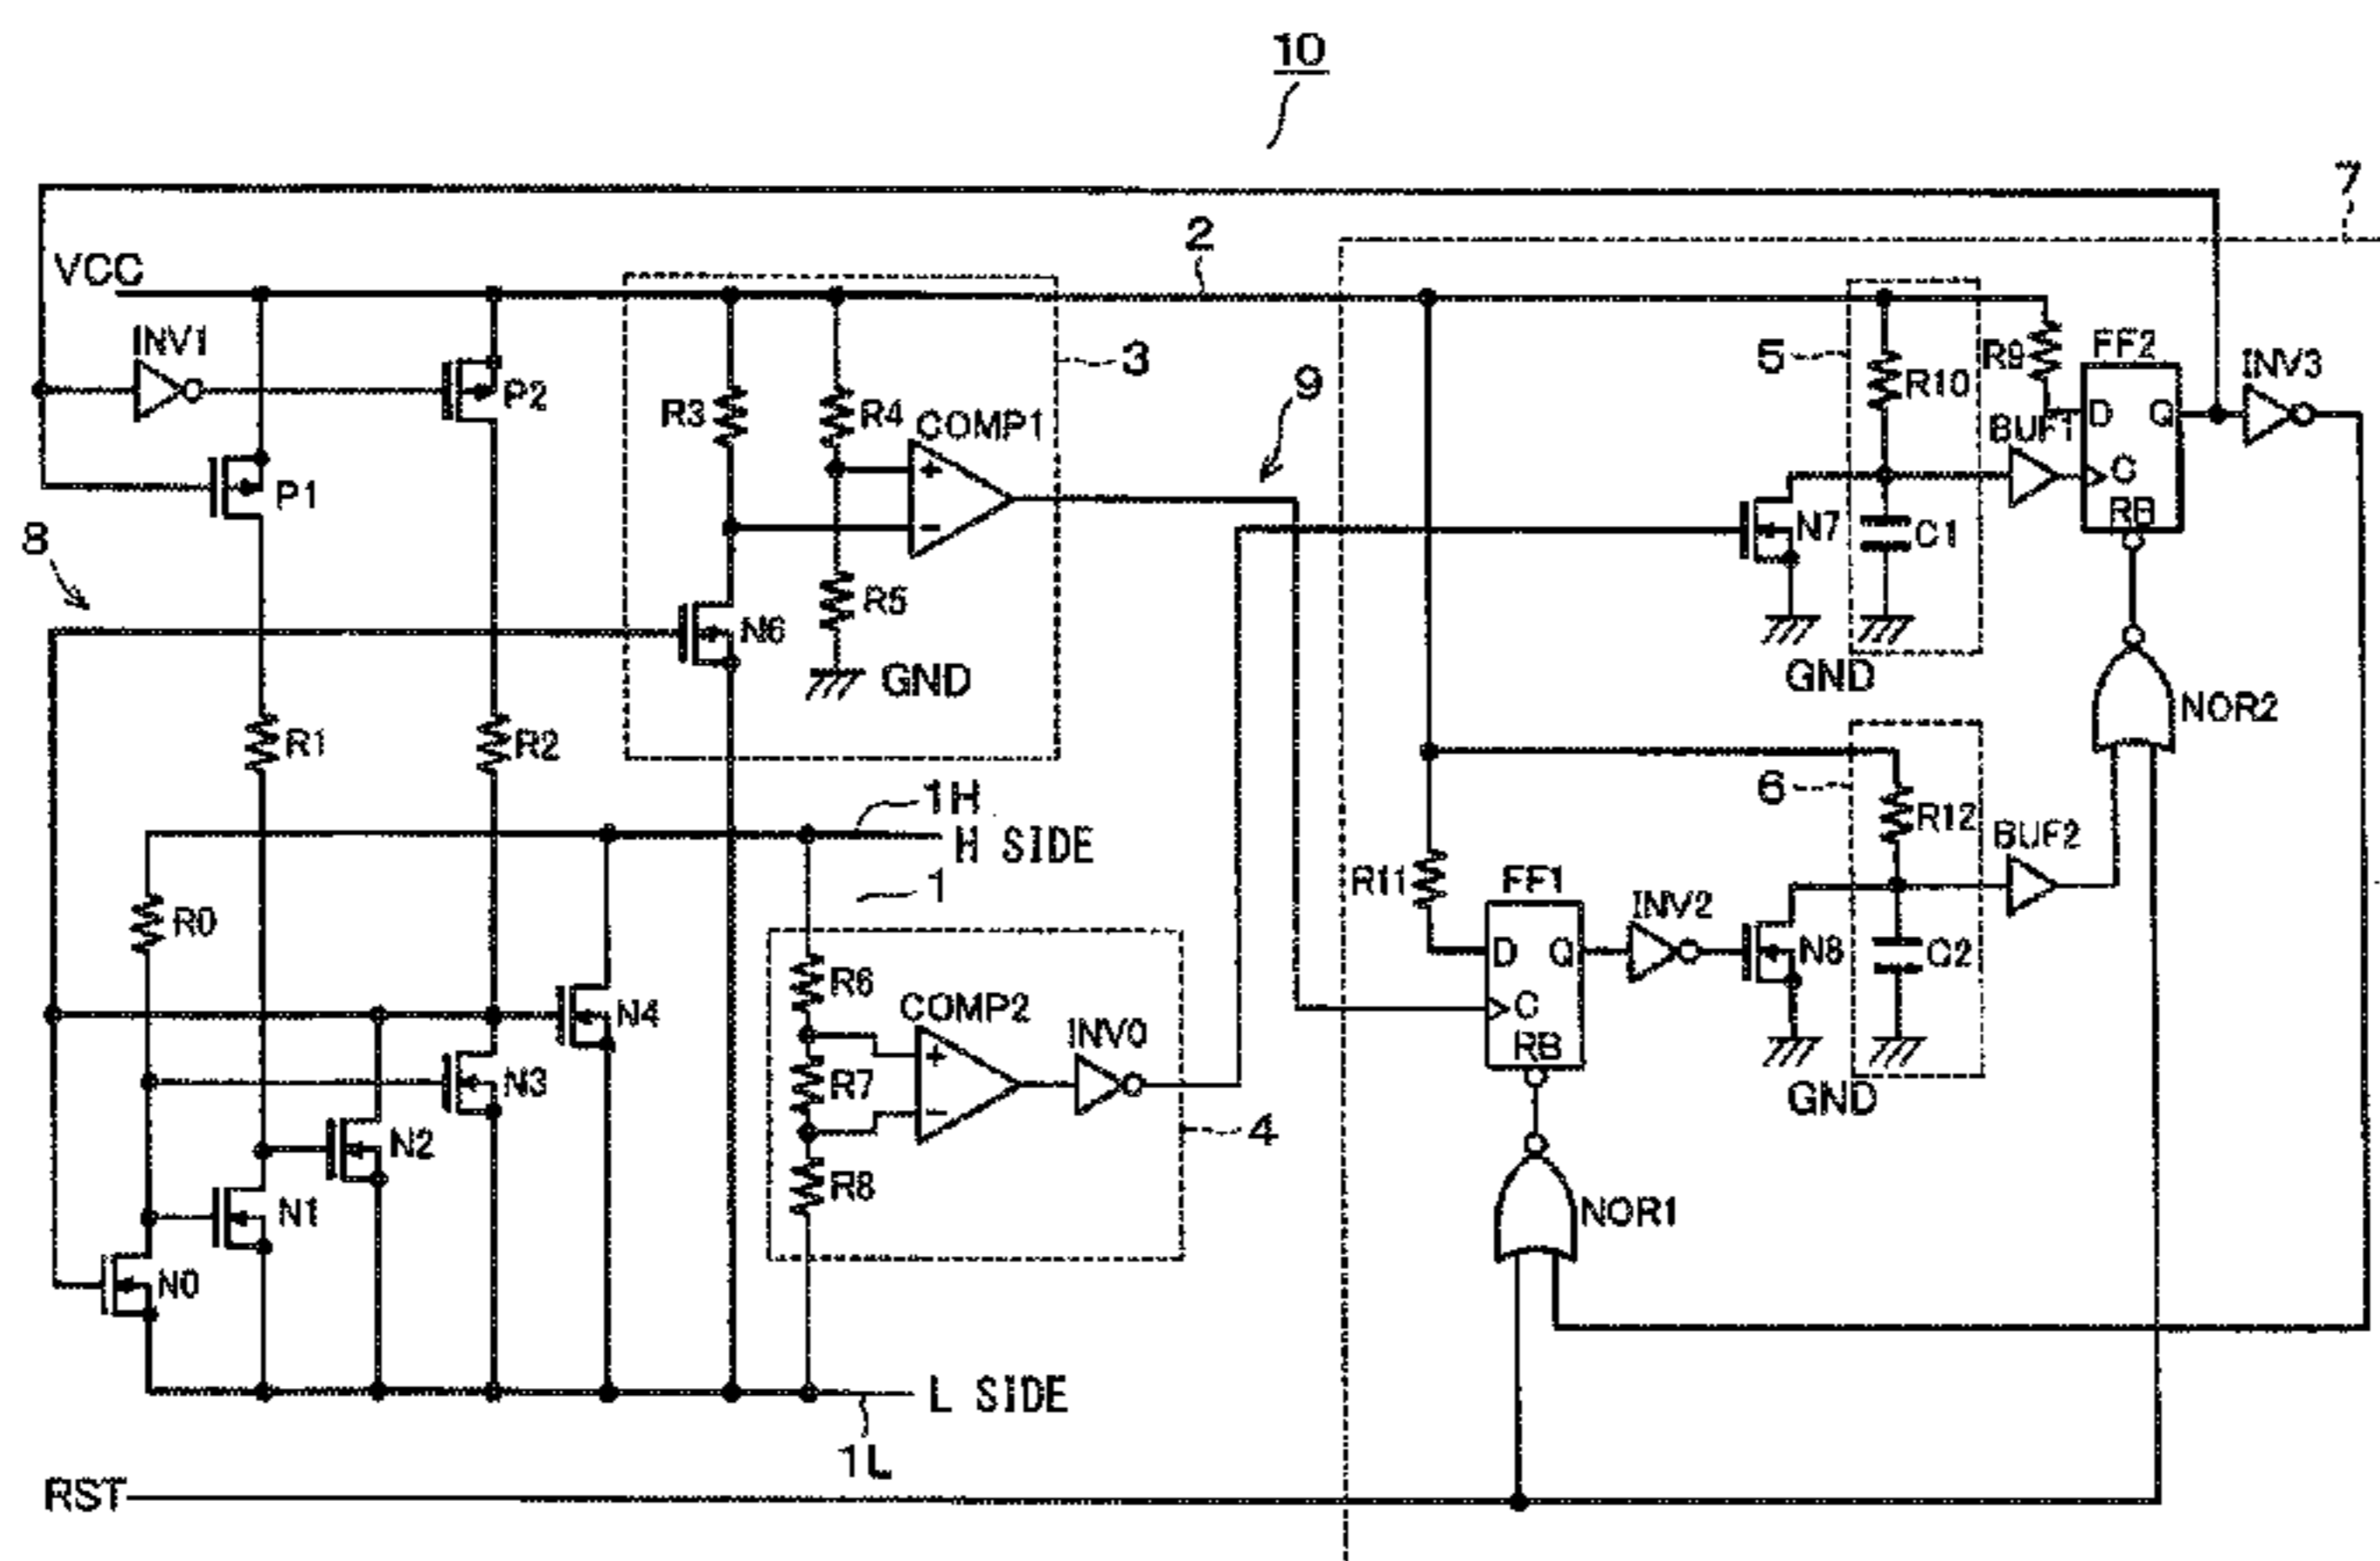 10
7
2
VCC
INV1
P2
3
R3
R4
COMP1
9
5
R10
R9
FF2
INV3
D
Q
BUF1
C
P1
+
-
8
N7
C1
RB
R5
N6
GND
GND
NOR2
R1
R2
6
1H
H SIDE
R12
BUF2
1
R11
FF1
INV2
R0
R6
D
Q
N8
C2
N4
COMP2
INV0
C
RB
+
R7
N3
-
GND
4
N2
R8
NOR1
N1
N0
L SIDE
1L
RST